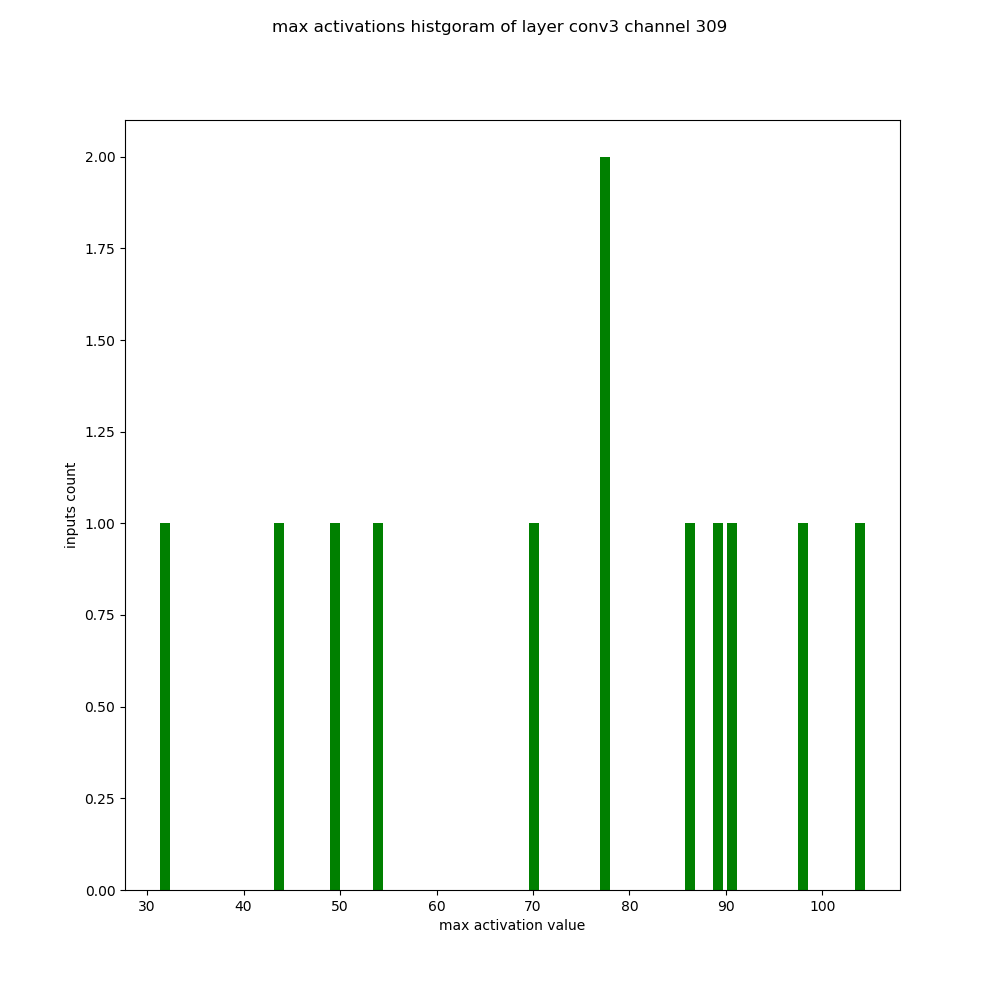 max activations histgoram of layer conv3 channel 309
2.00
1.75
1.50
1.25
1.00
0.75
0.50
0.25
0.00
inputs count
30 40 50 60 70 80 90 100
max activation value